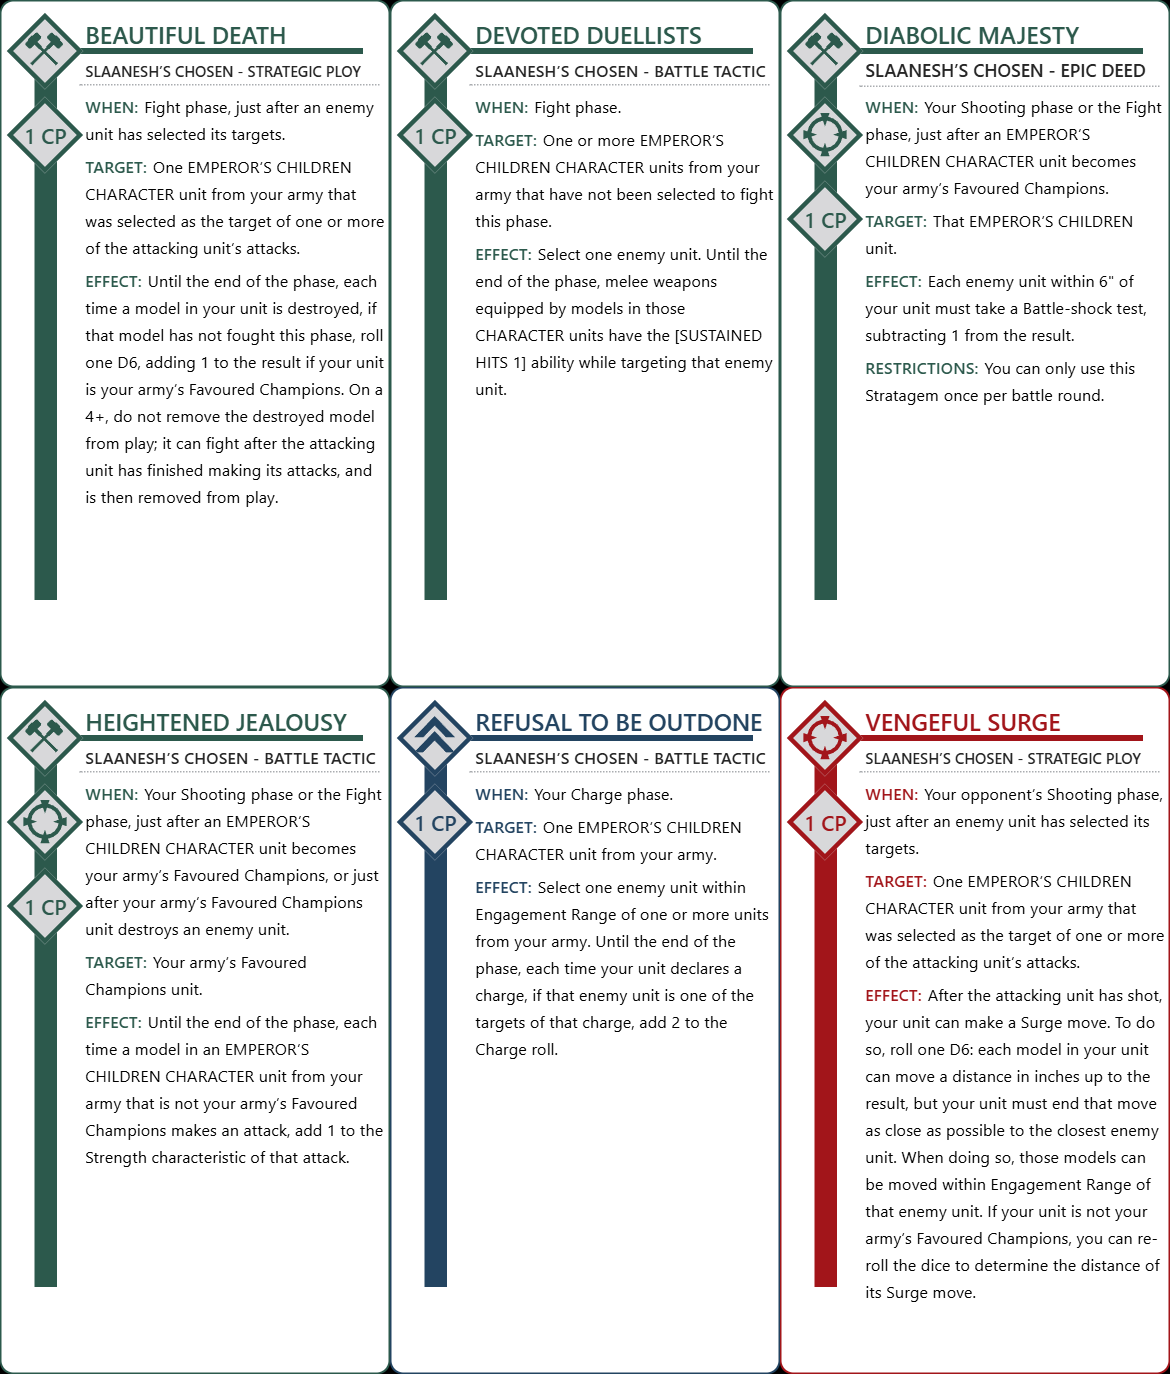 BEAUTIFUL DEATH
SLAANESH’S CHOSEN - STRATEGIC PLOY
1 CP
WHEN: Fight phase, just after an enemy
unit has selected its targets.
TARGET: One EMPEROR’S CHILDREN
CHARACTER unit from your army that
was selected as the target of one or more
of the attacking unit’s attacks.
EFFECT: Until the end of the phase, each
time a model in your unit is destroyed, if
that model has not fought this phase, roll
one D6, adding 1 to the result if your unit
is your army’s Favoured Champions. On a
4+, do not remove the destroyed model
from play; it can fight after the attacking
unit has finished making its attacks, and
is then removed from play.
DEVOTED DUELLISTS
SLAANESH’S CHOSEN - BATTLE TACTIC
1 CP
WHEN: Fight phase.
TARGET: One or more EMPEROR’S
CHILDREN CHARACTER units from your
army that have not been selected to fight
this phase.
EFFECT: Select one enemy unit. Until the
end of the phase, melee weapons
equipped by models in those
CHARACTER units have the [SUSTAINED
HITS 1] ability while targeting that enemy
unit.
DIABOLIC MAJESTY
SLAANESH’S CHOSEN - EPIC DEED
1 CP
WHEN: Your Shooting phase or the Fight
phase, just after an EMPEROR’S
CHILDREN CHARACTER unit becomes
your army’s Favoured Champions.
TARGET: That EMPEROR’S CHILDREN
unit.
EFFECT: Each enemy unit within 6" of
your unit must take a Battle-shock test,
subtracting 1 from the result.
RESTRICTIONS: You can only use this
Stratagem once per battle round.
HEIGHTENED JEALOUSY
SLAANESH’S CHOSEN - BATTLE TACTIC
1 CP
WHEN: Your Shooting phase or the Fight
phase, just after an EMPEROR’S
CHILDREN CHARACTER unit becomes
your army’s Favoured Champions, or just
after your army’s Favoured Champions
unit destroys an enemy unit.
TARGET: Your army’s Favoured
Champions unit.
EFFECT: Until the end of the phase, each
time a model in an EMPEROR’S
CHILDREN CHARACTER unit from your
army that is not your army’s Favoured
Champions makes an attack, add 1 to the
Strength characteristic of that attack.
REFUSAL TO BE OUTDONE
SLAANESH’S CHOSEN - BATTLE TACTIC
1 CP
WHEN: Your Charge phase.
TARGET: One EMPEROR’S CHILDREN
CHARACTER unit from your army.
EFFECT: Select one enemy unit within
Engagement Range of one or more units
from your army. Until the end of the
phase, each time your unit declares a
charge, if that enemy unit is one of the
targets of that charge, add 2 to the
Charge roll.
VENGEFUL SURGE
SLAANESH’S CHOSEN - STRATEGIC PLOY
1 CP
WHEN: Your opponent’s Shooting phase,
just after an enemy unit has selected its
targets.
TARGET: One EMPEROR’S CHILDREN
CHARACTER unit from your army that
was selected as the target of one or more
of the attacking unit’s attacks.
EFFECT: After the attacking unit has shot,
your unit can make a Surge move. To do
so, roll one D6: each model in your unit
can move a distance in inches up to the
result, but your unit must end that move
as close as possible to the closest enemy
unit. When doing so, those models can
be moved within Engagement Range of
that enemy unit. If your unit is not your
army’s Favoured Champions, you can re-
roll the dice to determine the distance of
its Surge move.